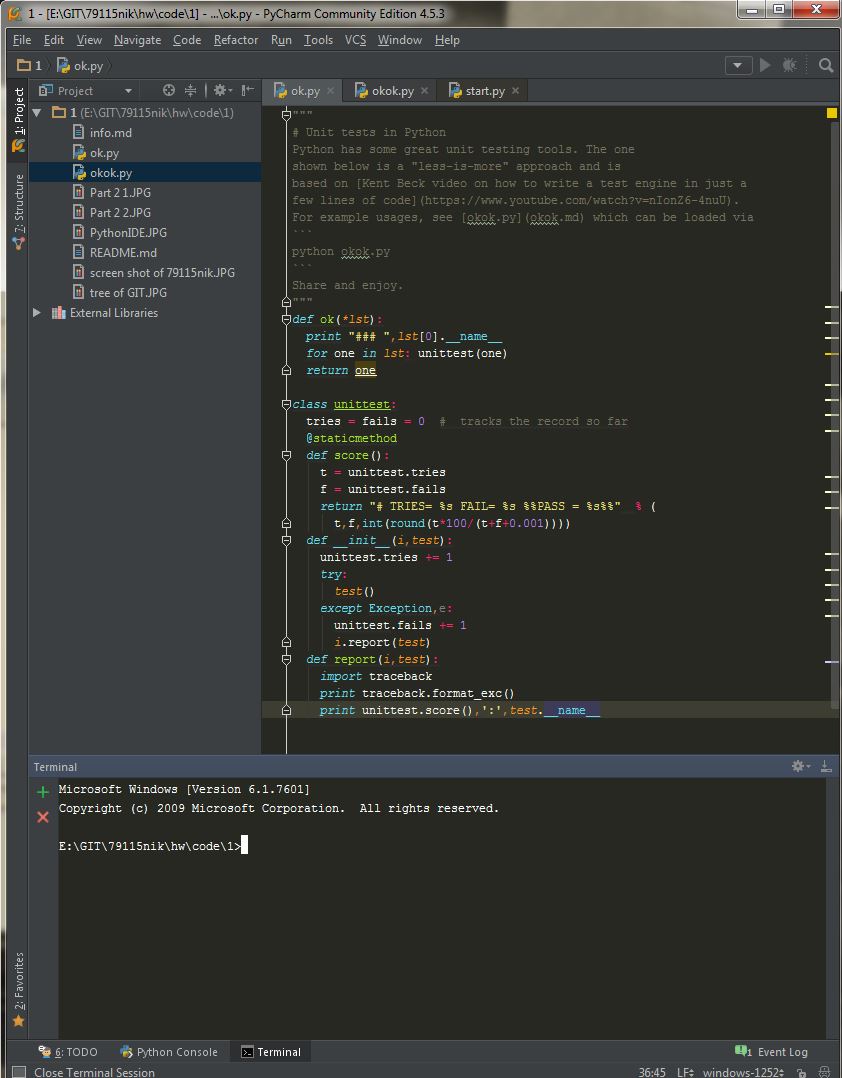 1 - [E:\GIT\79115nik\hw\code\1] - ...\ok.py - PyCharm Community Edition 4.5.3
File Edit View Navigate Code Refactor Run Tools VCS Window Help
1 ok.py
1: Project
7: Structure
2: Favorites
Project
1 (E:\GIT\79115nik\hw\code\1)
info.md
ok.py
okok.py
Part 2 1.JPG
Part 2 2.JPG
PythonIDE.JPG
README.md
screen shot of 79115nik.JPG
tree of GIT.JPG
External Libraries
ok.py okok.py start.py
"""
# Unit tests in Python
Python has some great unit testing tools. The one
shown below is a "less-is-more" approach and is
based on [Kent Beck video on how to write a test engine in just a
few lines of code](https://www.youtube.com/watch?v=nIonZ6-4nuU).
For example usages, see [okok.py](okok.md) which can be loaded via
```
python okok.py
```
Share and enjoy.
"""
def ok(*lst):
  print "### ",lst[0].__name__
  for one in lst: unittest(one)
  return one
class unittest:
  tries = fails = 0  #  tracks the record so far
  @staticmethod
  def score():
    t = unittest.tries
    f = unittest.fails
    return "# TRIES= %s FAIL= %s %%PASS = %s%%"  % (
      t,f,int(round(t*100/(t+f+0.001))))
  def __init__(i,test):
    unittest.tries += 1
    try:
      test()
    except Exception,e:
      unittest.fails += 1
      i.report(test)
  def report(i,test):
    import traceback
    print traceback.format_exc()
    print unittest.score(),':',test.__name__
Terminal
Microsoft Windows [Version 6.1.7601]
Copyright (c) 2009 Microsoft Corporation.  All rights reserved.
E:\GIT\79115nik\hw\code\1>
6: TODO Python Console Terminal 1 Event Log
Close Terminal Session 36:45 LF windows-1252